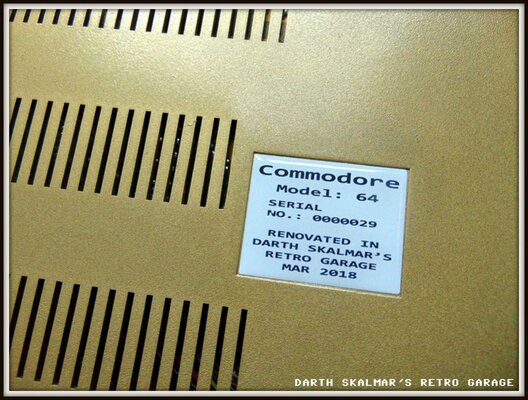 Commodore
Model: 64
SERIAL
NO.: 0000029
RENOVATED IN
DARTH SKALMAR'S
RETRO GARAGE
MAR 2018
DARTH SKALMAR'S RETRO GARAGE